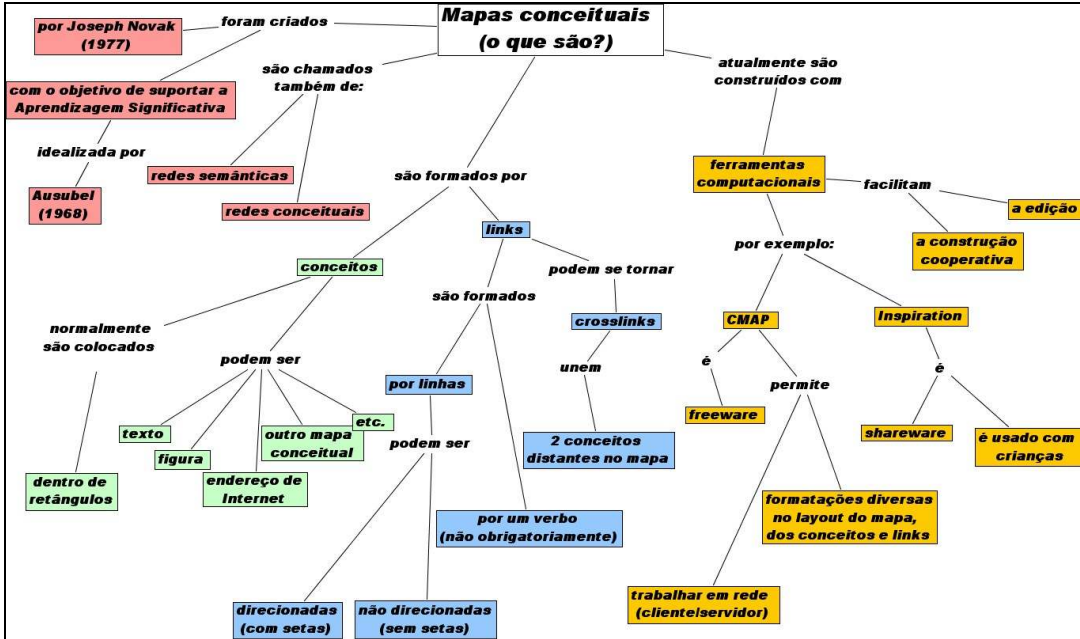 Mapas conceituais
(o que são?)
foram criados
por Joseph Novak
(1977)
com o objetivo de suportar a
Aprendizagem Significativa
idealizada por
Ausubel
(1968)
são chamados
também de:
redes semânticas
redes conceituais
são formados por
conceitos
normalmente
são colocados
dentro de
retângulos
podem ser
texto
figura
endereço de
Internet
outro mapa
conceitual
etc.
links
são formados
por linhas
podem ser
direcionadas
(com setas)
não direcionadas
(sem setas)
por um verbo
(não obrigatoriamente)
podem se tornar
crosslinks
unem
2 conceitos
distantes no mapa
atualmente são
construídos com
ferramentas
computacionais
facilitam
a edição
a construção
cooperativa
por exemplo:
CMAP
é
freeware
permite
trabalhar em rede
(cliente/servidor)
formatações diversas
no layout do mapa,
dos conceitos e links
Inspiration
é
shareware
é usado com
crianças